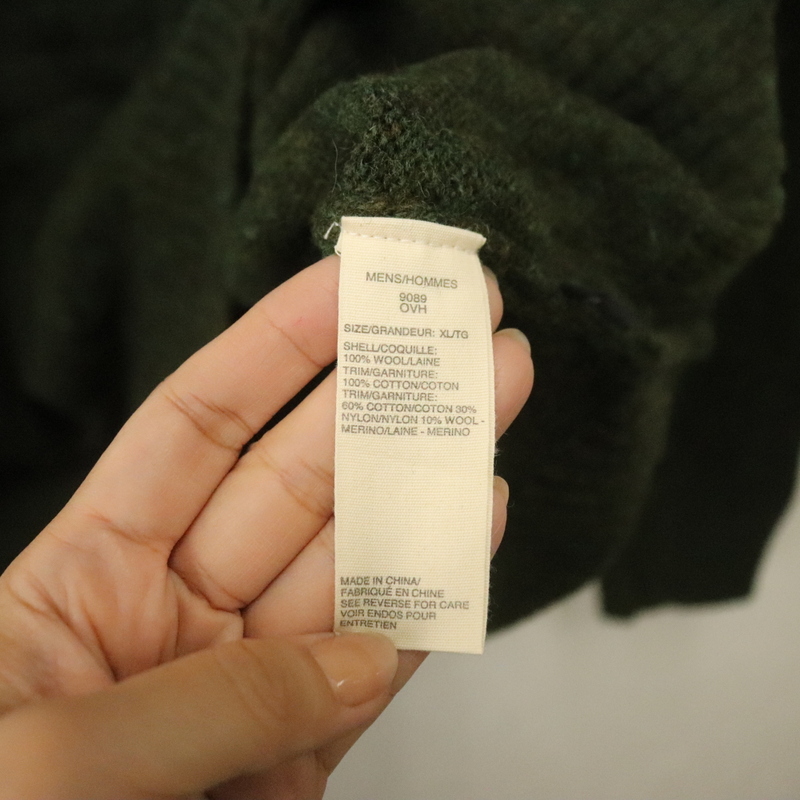 MENS/HOMMES
9089
OVH
SIZE/GRANDEUR: XL/TG
SHELL/COQUILLE:
100% WOOL/LAINE
TRIM/GARNITURE:
100% COTTON/COTON
TRIM/GARNITURE:
60% COTTON/COTON 30%
NYLON/NYLON 10% WOOL -
MERINO/LAINE - MERINO
MADE IN CHINA/
FABRIQUÉ EN CHINE
SEE REVERSE FOR CARE
VOIR ENDOS POUR
ENTRETIEN